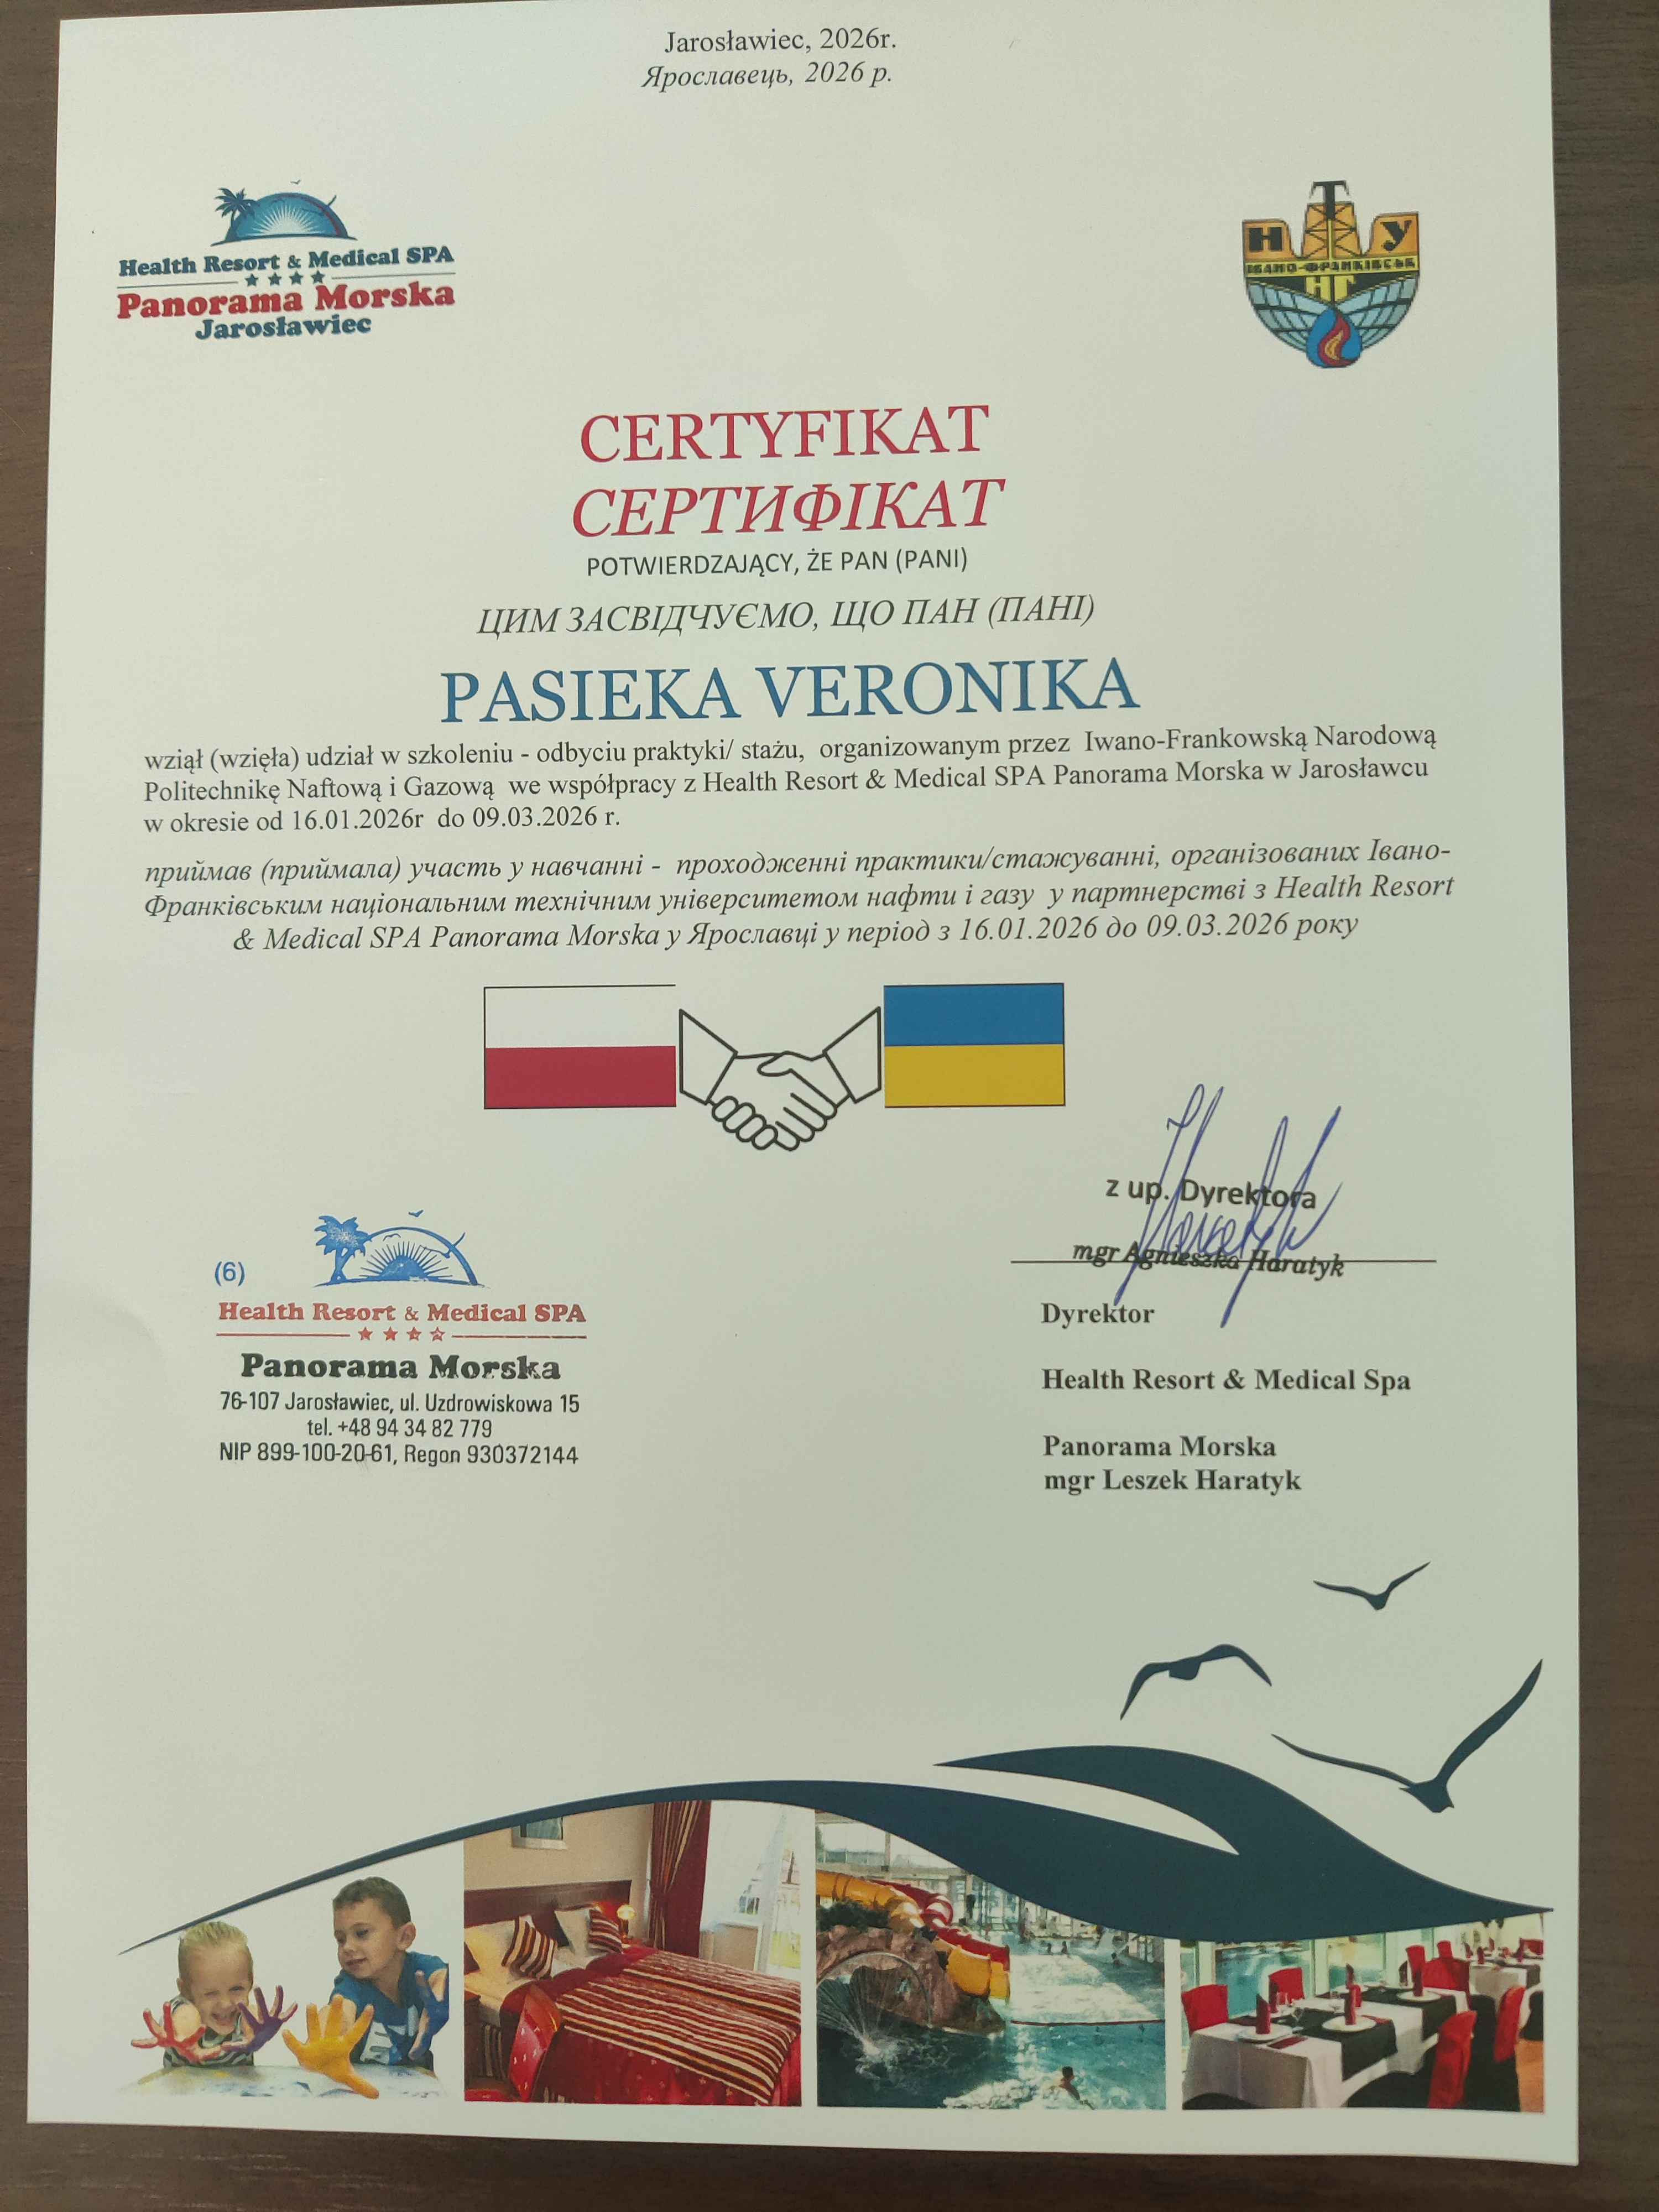 Jarosławiec, 2026r.
Ярославець, 2026 р.
Health Resort & Medical SPA
Panorama Morska
Jarosławiec
Т
Н У
ІВАНО-ФРАНКІВСЬК
НГ
CERTYFIKAT
СЕРТИФІКАТ
POTWIERDZAJĄCY, ŻE PAN (PANI)
ЦИМ ЗАСВІДЧУЄМО, ЩО ПАН (ПАНІ)
PASIEKA VERONIKA
wziął (wzięła) udział w szkoleniu - odbyciu praktyki/ stażu, organizowanym przez Iwano-Frankowską Narodową
Politechnikę Naftową i Gazową we współpracy z Health Resort & Medical SPA Panorama Morska w Jarosławcu
w okresie od 16.01.2026r do 09.03.2026 r.
приймав (приймала) участь у навчанні - проходженні практики/стажуванні, організованих Івано-
Франківським національним технічним університетом нафти і газу у партнерстві з Health Resort
& Medical SPA Panorama Morska у Ярославці у період з 16.01.2026 до 09.03.2026 року
z up. Dyrektora
mgr Agnieszka Haratyk
Dyrektor
Health Resort & Medical Spa
Panorama Morska
mgr Leszek Haratyk
(6)
Health Resort & Medical SPA
Panorama Morska
76-107 Jarosławiec, ul. Uzdrowiskowa 15
tel. +48 94 34 82 779
NIP 899-100-20-61, Regon 930372144